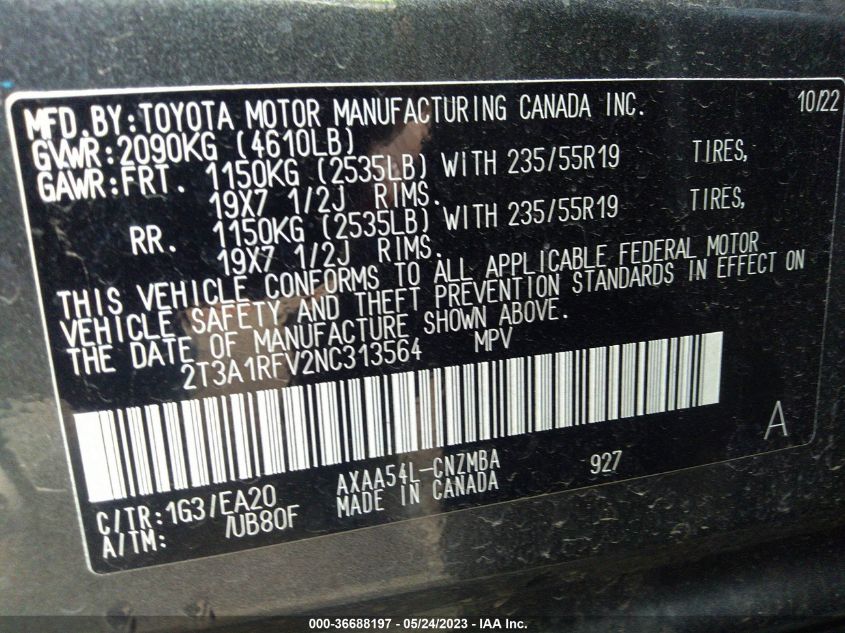 MFD.BY:TOYOTA MOTOR MANUFACTURING CANADA INC. 10/22
GVWR:2090KG (4610LB)
GAWR:FRT. 1150KG (2535LB) WITH 235/55R19 TIRES,
19X7 1/2J RIMS.
RR. 1150KG (2535LB) WITH 235/55R19 TIRES,
19X7 1/2J RIMS.
THIS VEHICLE CONFORMS TO ALL APPLICABLE FEDERAL MOTOR
VEHICLE SAFETY AND THEFT PREVENTION STANDARDS IN EFFECT ON
THE DATE OF MANUFACTURE SHOWN ABOVE.
2T3A1RFV2NC313564 MPV
A
C/TR:1G3/EA20 AXAA54L-CNZMBA 927
A/TM: /UB80F MADE IN CANADA
000-36688197 - 05/24/2023 - IAA Inc.